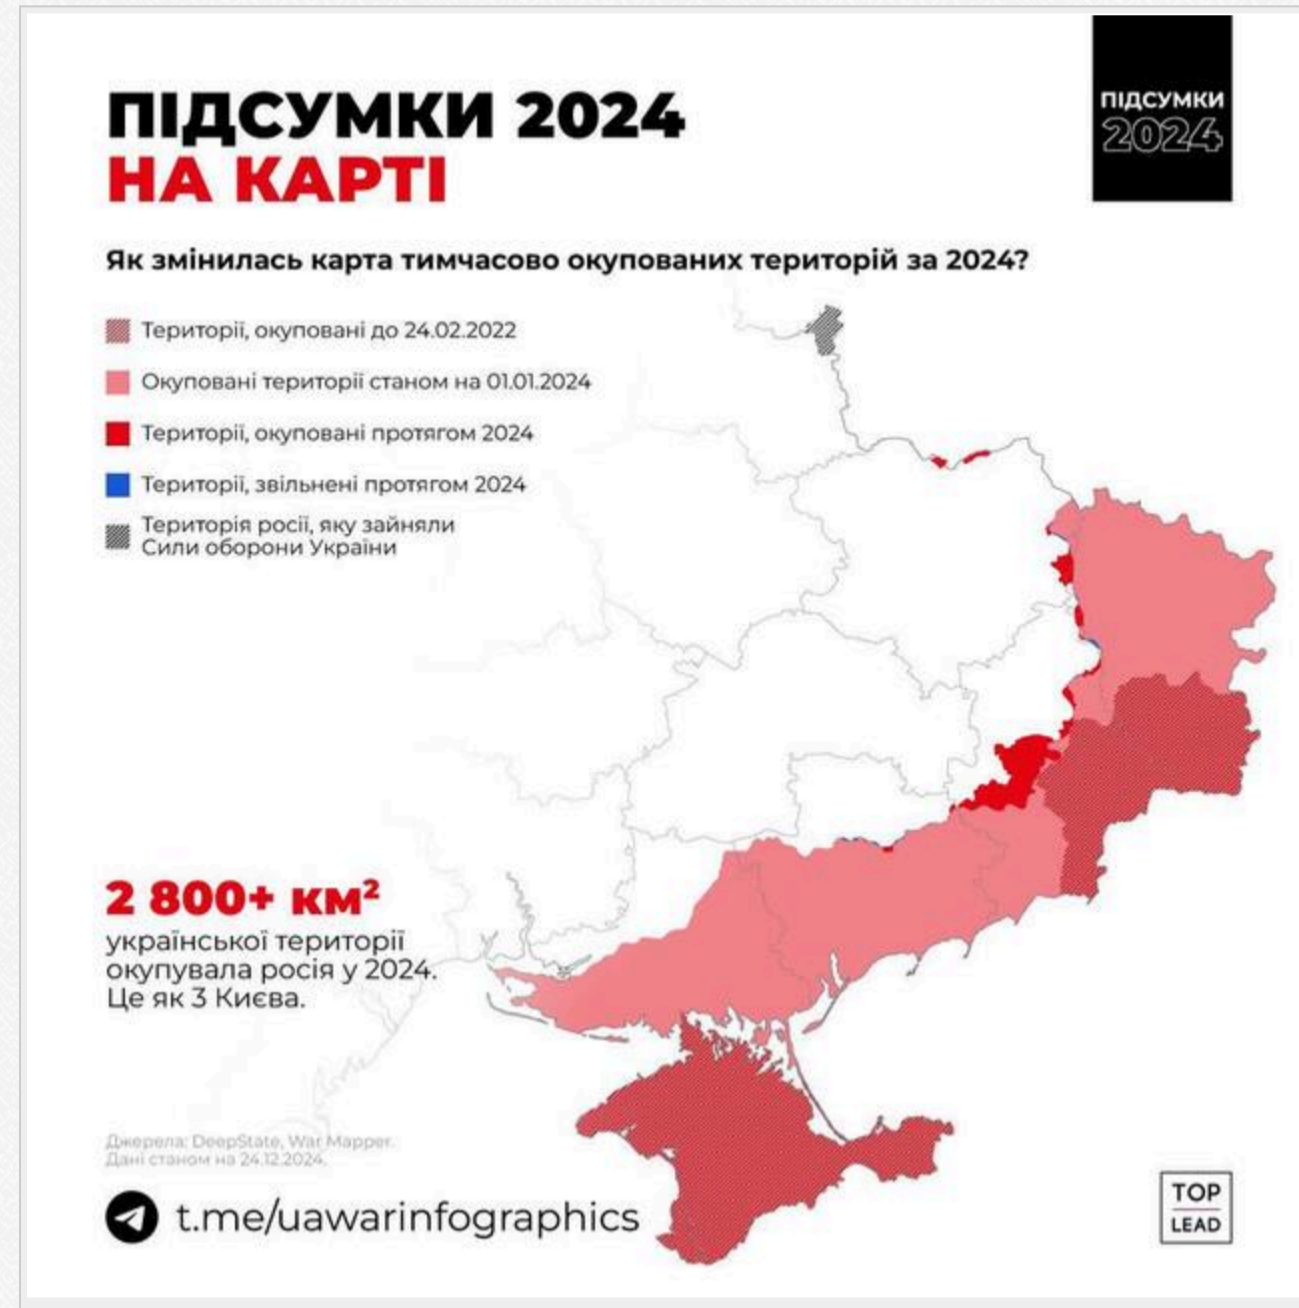 ПІДСУМКИ 2024
НА КАРТІ
ПІДСУМКИ
2024
Як змінилась карта тимчасово окупованих територій за 2024?
Території, окуповані до 24.02.2022
Окуповані території станом на 01.01.2024
Території, окуповані протягом 2024
Території, звільнені протягом 2024
Територія росії, яку зайняли
Сили оборони України
2 800+ км²
української території
окупувала росія у 2024.
Це як 3 Києва.
Джерела: DeepState, War Mapper.
Дані станом на 24.12.2024.
t.me/uawarinfographics
TOP
LEAD